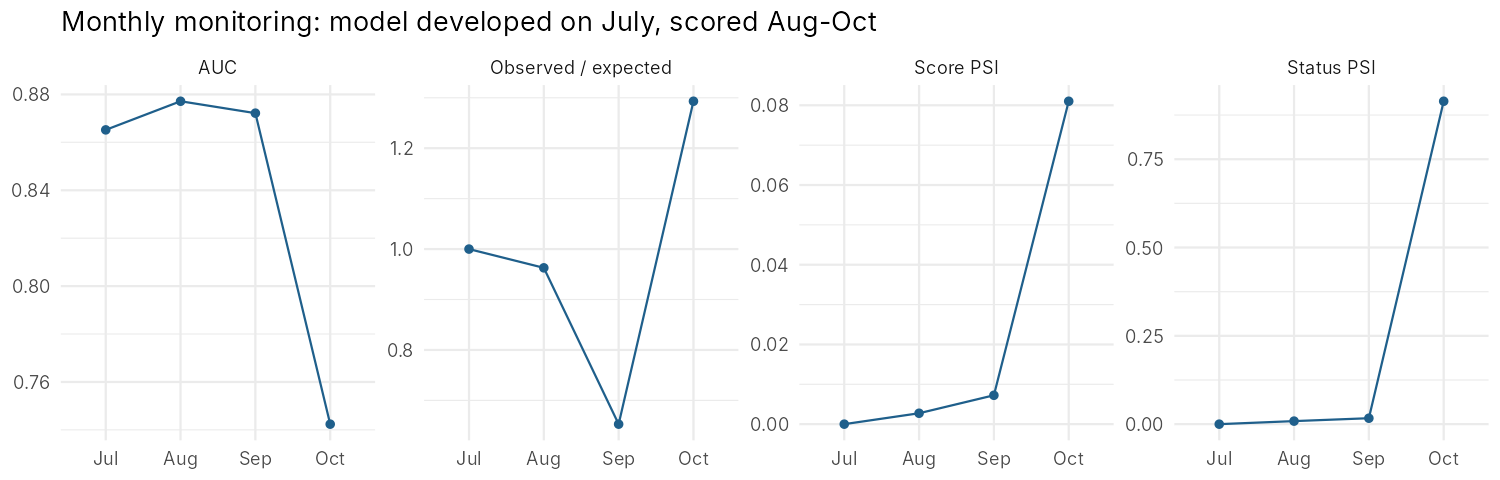 Monthly monitoring: model developed on July, scored Aug-Oct
AUC
0.88
0.84
0.80
0.76
Jul Aug Sep Oct
Observed / expected
1.2
1.0
0.8
Jul Aug Sep Oct
Score PSI
0.08
0.06
0.04
0.02
0.00
Jul Aug Sep Oct
Status PSI
0.75
0.50
0.25
0.00
Jul Aug Sep Oct